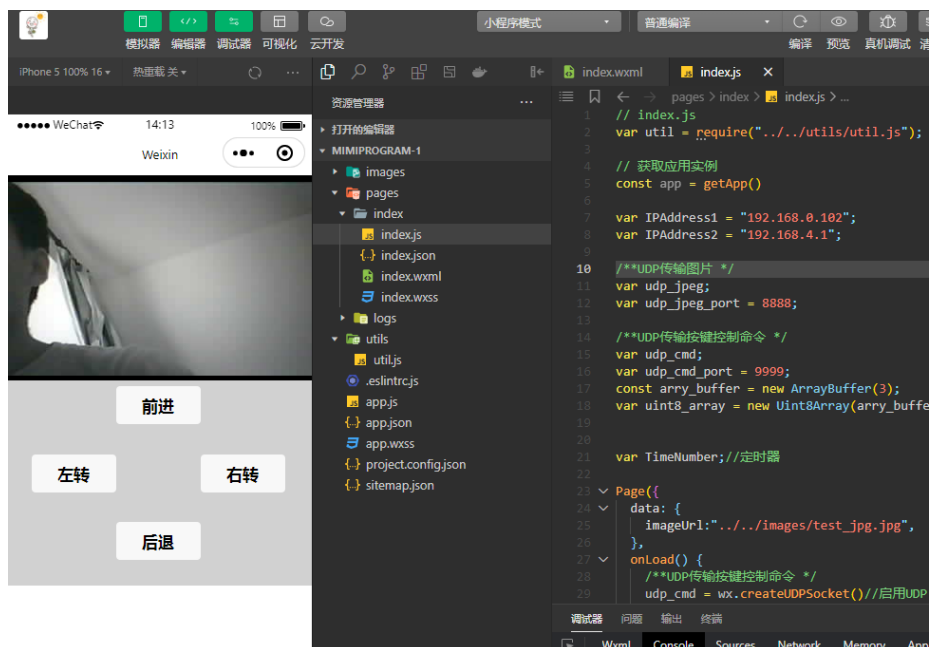 小程序模式
普通编译
模拟器 编辑器 调试器 可视化 云开发
编译 预览 真机调试
iPhone 5 100% 16
热重载 关
资源管理器
打开的编辑器
MIMIPROGRAM-1
images
pages
index
index.js
index.json
index.wxml
index.wxss
logs
utils
util.js
.eslintrc.js
app.js
app.json
app.wxss
project.config.json
sitemap.json
WeChat 14:13 100%
Weixin
前进
左转 右转
后退
index.wxml index.js
pages > index > index.js > ...
1 // index.js
2 var util = require("../../utils/util.js");
3
4 // 获取应用实例
5 const app = getApp()
6
7 var IPAddress1 = "192.168.0.102";
8 var IPAddress2 = "192.168.4.1";
9
10 /**UDP传输图片 */
11 var udp_jpeg;
12 var udp_jpeg_port = 8888;
13
14 /**UDP传输按键控制命令 */
15 var udp_cmd;
16 var udp_cmd_port = 9999;
17 const arry_buffer = new ArrayBuffer(3);
18 var uint8_array = new Uint8Array(arry_buffe
19
20
21 var TimeNumber;//定时器
22
23 Page({
24 data: {
25 imageUrl:"../../images/test_jpg.jpg",
26 },
27 onLoad() {
28 /**UDP传输按键控制命令 */
29 udp_cmd = wx.createUDPSocket()//启用UDP
调试器 问题 输出 终端
Wxml Console Sources Network Memory